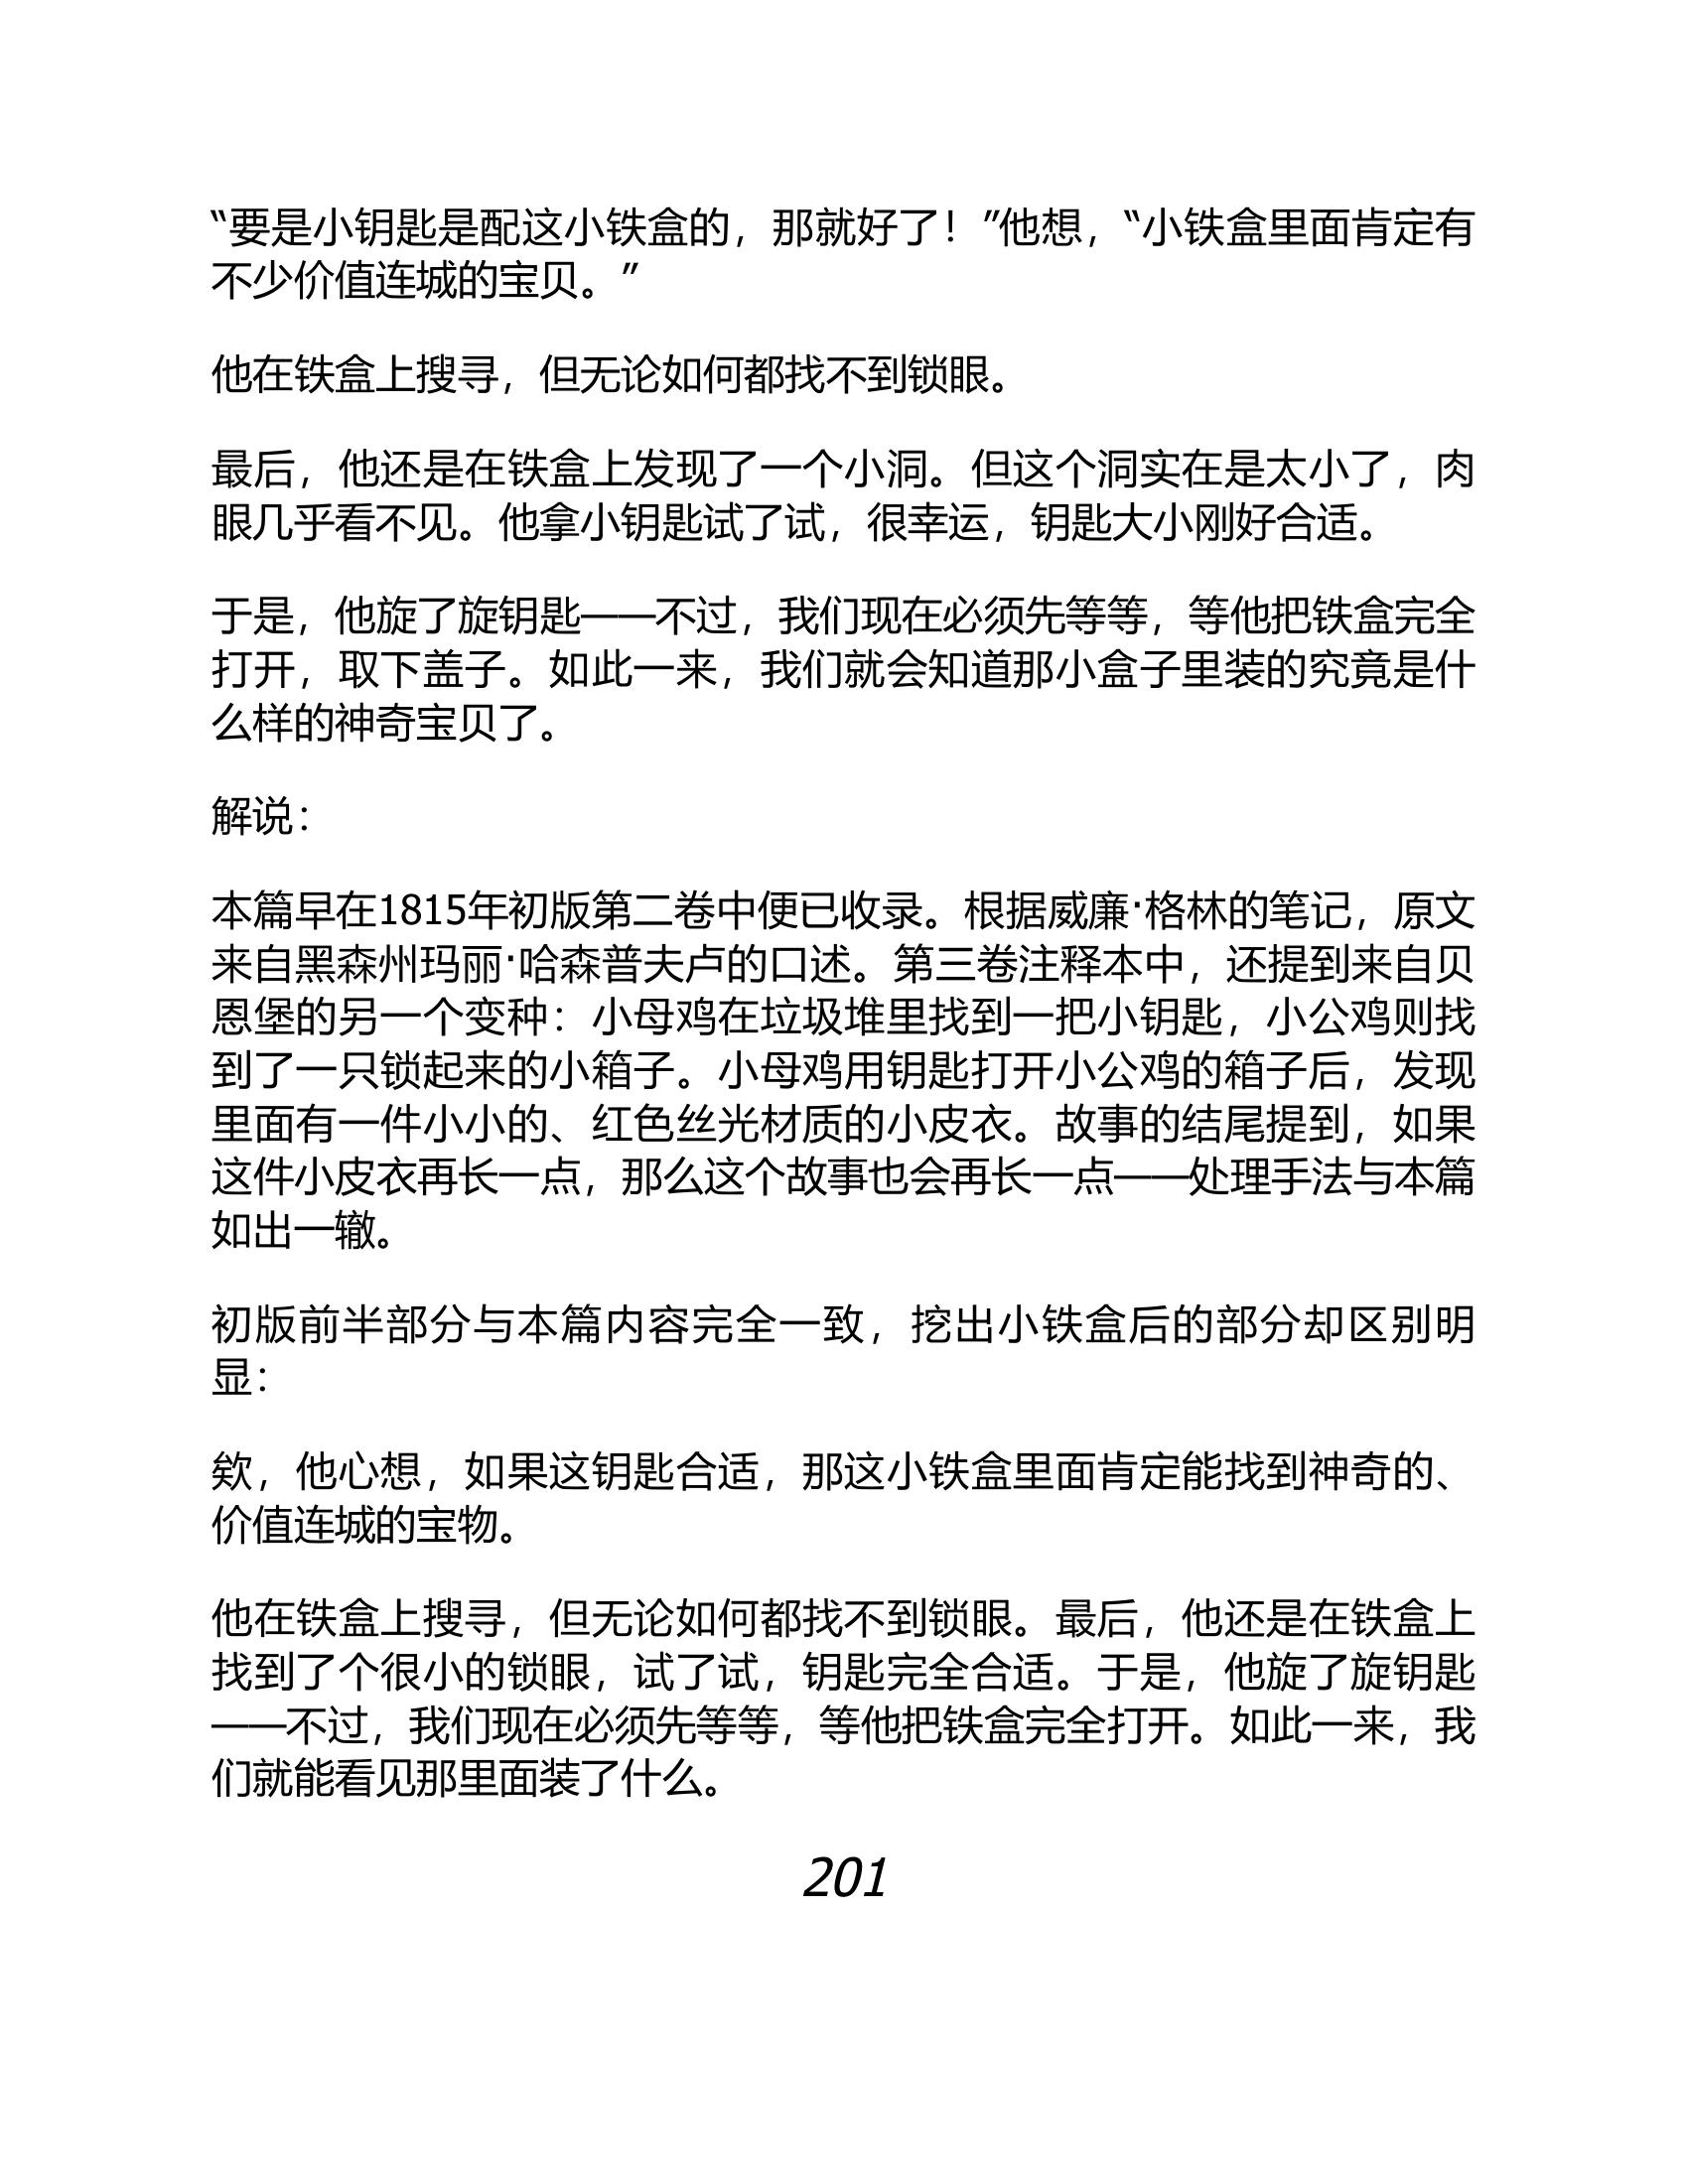 “要是小钥匙是配这小铁盒的，那就好了！”他想，“小铁盒里面肯定有
不少价值连城的宝贝。”
他在铁盒上搜寻，但无论如何都找不到锁眼。
最后，他还是在铁盒上发现了一个小洞。但这个洞实在是太小了，肉
眼几乎看不见。他拿小钥匙试了试，很幸运，钥匙大小刚好合适。
于是，他旋了旋钥匙——不过，我们现在必须先等等，等他把铁盒完全
打开，取下盖子。如此一来，我们就会知道那小盒子里装的究竟是什
么样的神奇宝贝了。
解说：
本篇早在1815年初版第二卷中便已收录。根据威廉·格林的笔记，原文
来自黑森州玛丽·哈森普夫卢的口述。第三卷注释本中，还提到来自贝
恩堡的另一个变种：小母鸡在垃圾堆里找到一把小钥匙，小公鸡则找
到了一只锁起来的小箱子。小母鸡用钥匙打开小公鸡的箱子后，发现
里面有一件小小的、红色丝光材质的小皮衣。故事的结尾提到，如果
这件小皮衣再长一点，那么这个故事也会再长一点——处理手法与本篇
如出一辙。
初版前半部分与本篇内容完全一致，挖出小铁盒后的部分却区别明
显：
欸，他心想，如果这钥匙合适，那这小铁盒里面肯定能找到神奇的、
价值连城的宝物。
他在铁盒上搜寻，但无论如何都找不到锁眼。最后，他还是在铁盒上
找到了个很小的锁眼，试了试，钥匙完全合适。于是，他旋了旋钥匙
——不过，我们现在必须先等等，等他把铁盒完全打开。如此一来，我
们就能看见那里面装了什么。
201